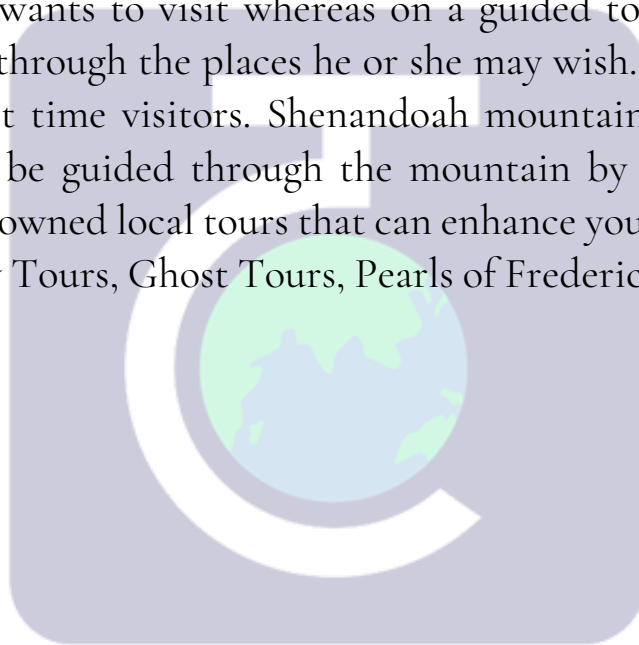 wants to visit whereas on a guided to
through the places he or she may wish.
t time visitors. Shenandoah mountain
be guided through the mountain by
owned local tours that can enhance you
Tours, Ghost Tours, Pearls of Frederic